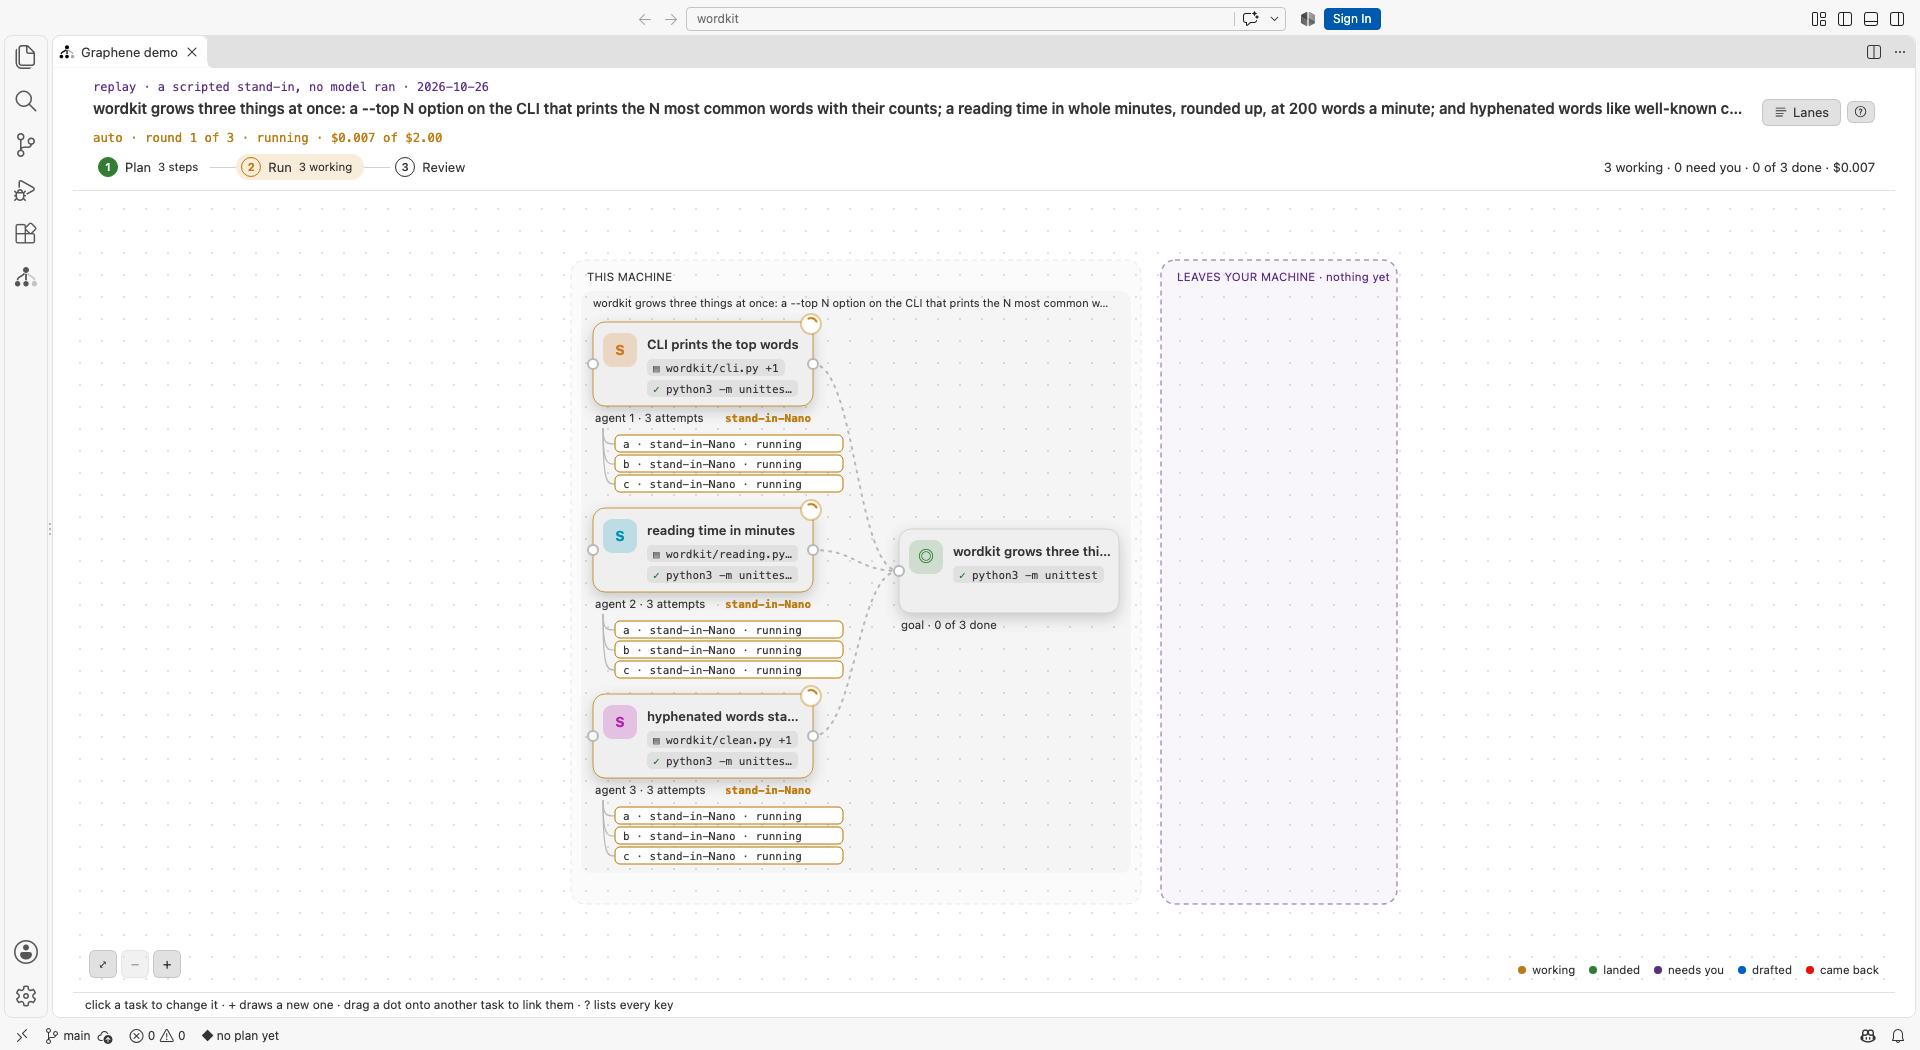 wordkit
Sign In
Graphene demo
replay · a scripted stand-in, no model ran · 2026-10-26
wordkit grows three things at once: a --top N option on the CLI that prints the N most common words with their counts; a reading time in whole minutes, rounded up, at 200 words a minute; and hyphenated words like well-known c...
Lanes
auto · round 1 of 3 · running · $0.007 of $2.00
1 Plan 3 steps
2 Run 3 working
3 Review
3 working · 0 need you · 0 of 3 done · $0.007
THIS MACHINE
LEAVES YOUR MACHINE · nothing yet
wordkit grows three things at once: a --top N option on the CLI that prints the N most common w...
S
CLI prints the top words
wordkit/cli.py +1
✓ python3 -m unittes…
agent 1 · 3 attempts stand-in-Nano
a · stand-in-Nano · running
b · stand-in-Nano · running
c · stand-in-Nano · running
S
reading time in minutes
wordkit/reading.py…
✓ python3 -m unittes…
agent 2 · 3 attempts stand-in-Nano
a · stand-in-Nano · running
b · stand-in-Nano · running
c · stand-in-Nano · running
wordkit grows three thi...
✓ python3 -m unittest
goal · 0 of 3 done
S
hyphenated words sta...
wordkit/clean.py +1
✓ python3 -m unittes…
agent 3 · 3 attempts stand-in-Nano
a · stand-in-Nano · running
b · stand-in-Nano · running
c · stand-in-Nano · running
working
landed
needs you
drafted
came back
click a task to change it · + draws a new one · drag a dot onto another task to link them · ? lists every key
main
0
0
no plan yet